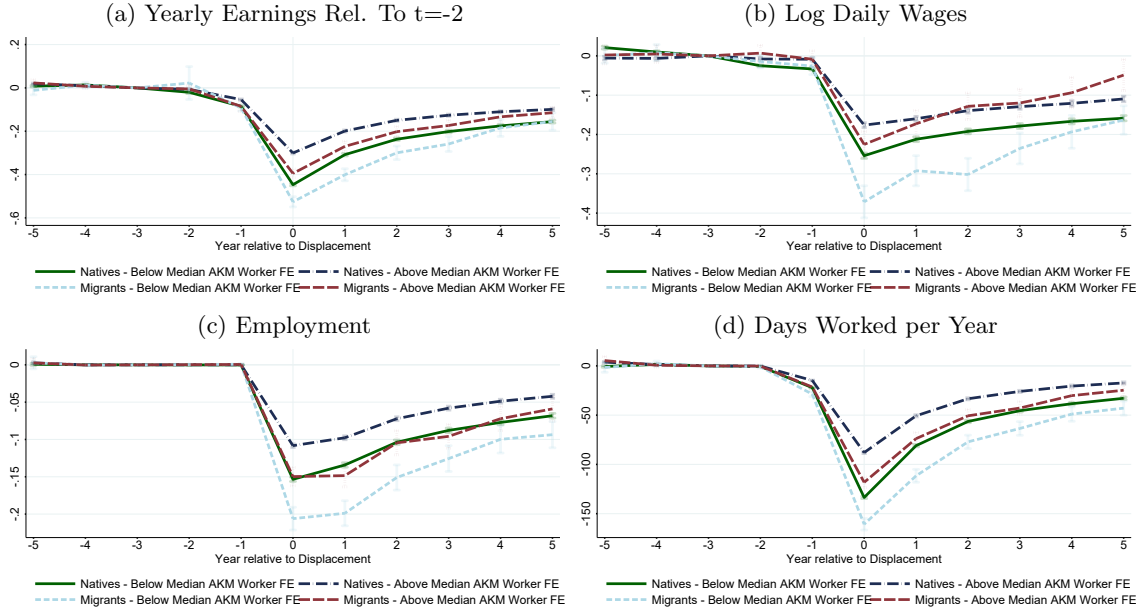 (a) Yearly Earnings Rel. To t=-2
.2
0
-.2
-.4
-.6
-5 -4 -3 -2 -1 0 1 2 3 4 5
Year relative to Displacement
Natives - Below Median AKM Worker FE Natives - Above Median AKM Worker FE
Migrants - Below Median AKM Worker FE Migrants - Above Median AKM Worker FE
(b) Log Daily Wages
0
-.1
-.2
-.3
-.4
-5 -4 -3 -2 -1 0 1 2 3 4 5
Year relative to Displacement
Natives - Below Median AKM Worker FE Natives - Above Median AKM Worker FE
Migrants - Below Median AKM Worker FE Migrants - Above Median AKM Worker FE
(c) Employment
0
-.05
-.1
-.15
-.2
-5 -4 -3 -2 -1 0 1 2 3 4 5
Year relative to Displacement
Natives - Below Median AKM Worker FE Natives - Above Median AKM Worker FE
Migrants - Below Median AKM Worker FE Migrants - Above Median AKM Worker FE
(d) Days Worked per Year
0
-50
-100
-150
-5 -4 -3 -2 -1 0 1 2 3 4 5
Year relative to Displacement
Natives - Below Median AKM Worker FE Natives - Above Median AKM Worker FE
Migrants - Below Median AKM Worker FE Migrants - Above Median AKM Worker FE